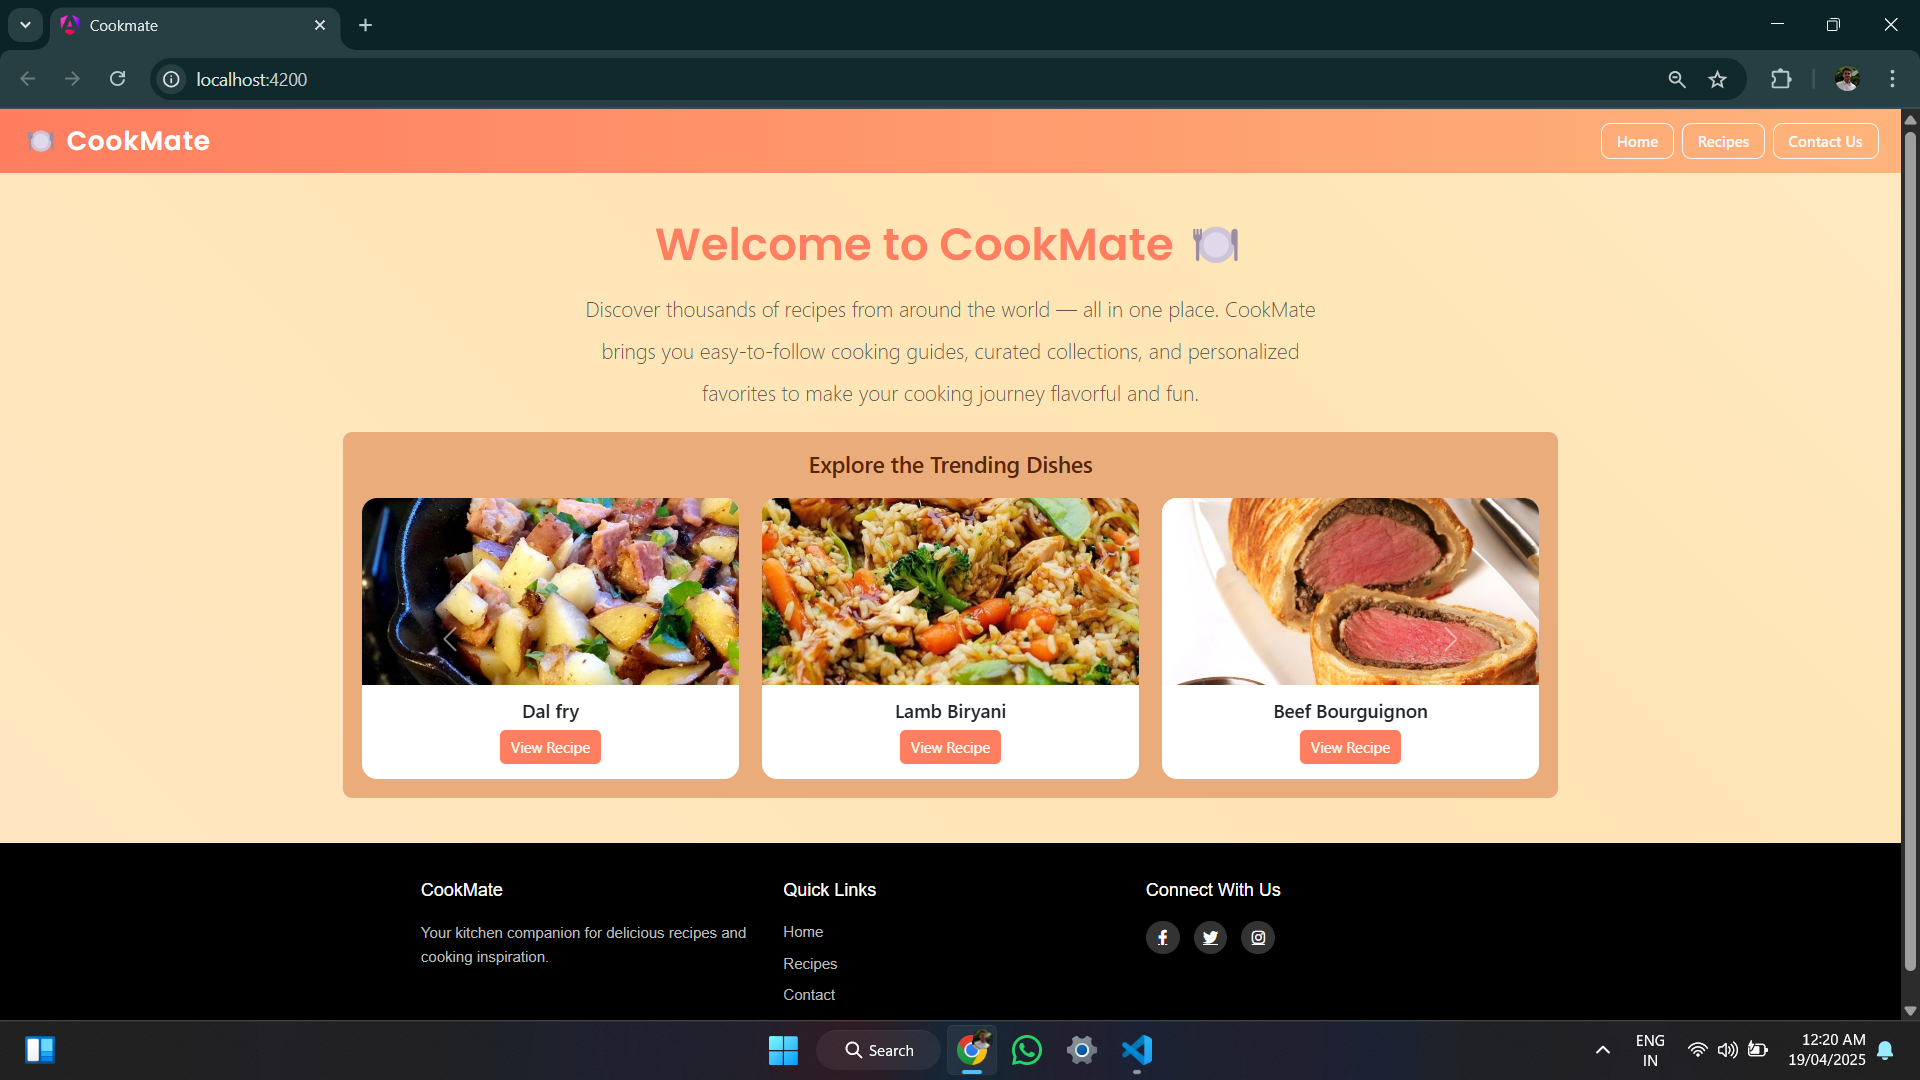 Cookmate
localhost:4200
CookMate
Home
Recipes
Contact Us
Welcome to CookMate
Discover thousands of recipes from around the world — all in one place. CookMate
brings you easy-to-follow cooking guides, curated collections, and personalized
favorites to make your cooking journey flavorful and fun.
Explore the Trending Dishes
Dal fry
View Recipe
Lamb Biryani
View Recipe
Beef Bourguignon
View Recipe
CookMate
Your kitchen companion for delicious recipes and
cooking inspiration.
Quick Links
Home
Recipes
Contact
Connect With Us
Search
ENG
IN
12:20 AM
19/04/2025